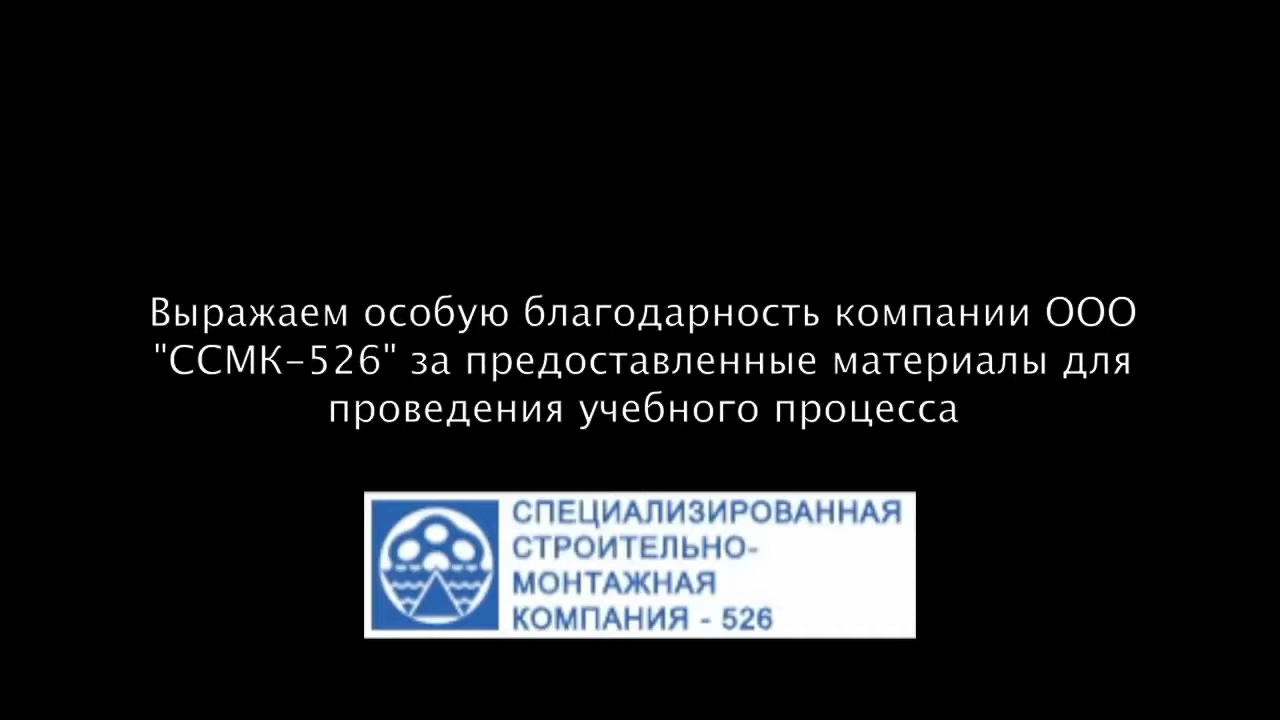 Выражаем особую благодарность компании ООО
"ССМК-526" за предоставленные материалы для
проведения учебного процесса
СПЕЦИАЛИЗИРОВАННАЯ
СТРОИТЕЛЬНО-
МОНТАЖНАЯ
КОМПАНИЯ - 526